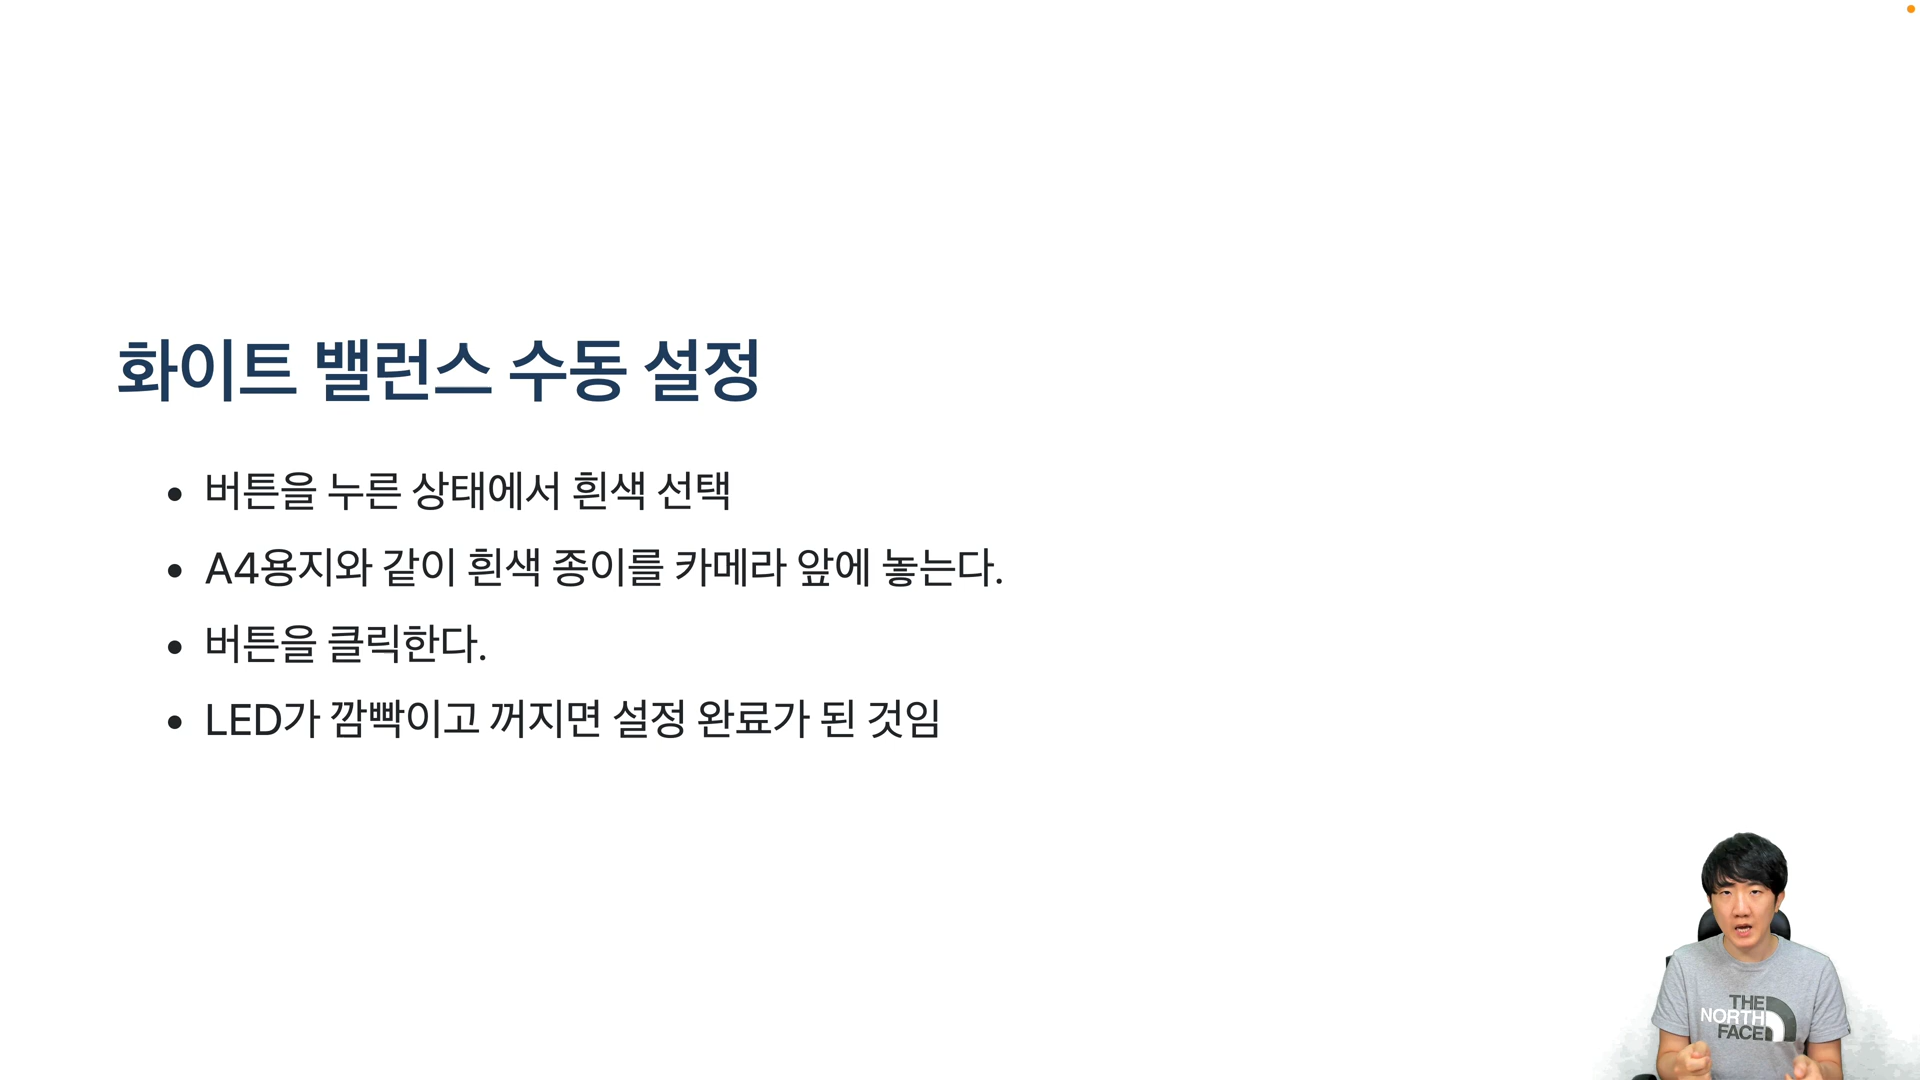 화이트 밸런스 수동 설정
버튼을 누른 상태에서 흰색 선택
A4용지와 같이 흰색 종이를 카메라 앞에 놓는다.
버튼을 클릭한다.
LED가 깜빡이고 꺼지면 설정 완료가 된 것임
THE
NORTH
FACE